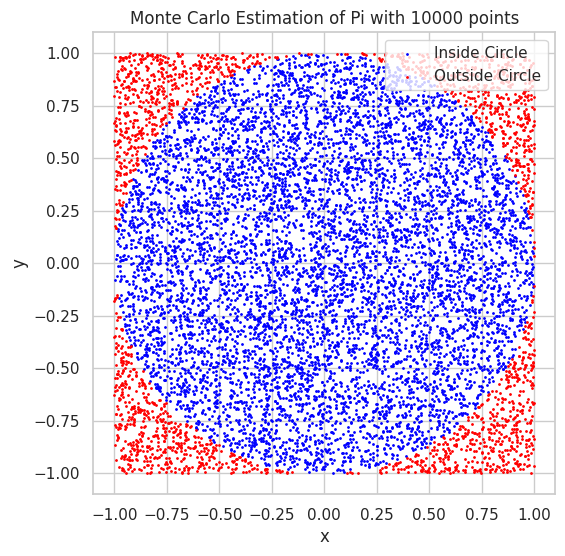 Monte Carlo Estimation of Pi with 10000 points
Inside Circle
Outside Circle
1.00
0.75
0.50
0.25
0.00
−0.25
−0.50
−0.75
−1.00
y
−1.00 −0.75 −0.50 −0.25 0.00 0.25 0.50 0.75 1.00
x